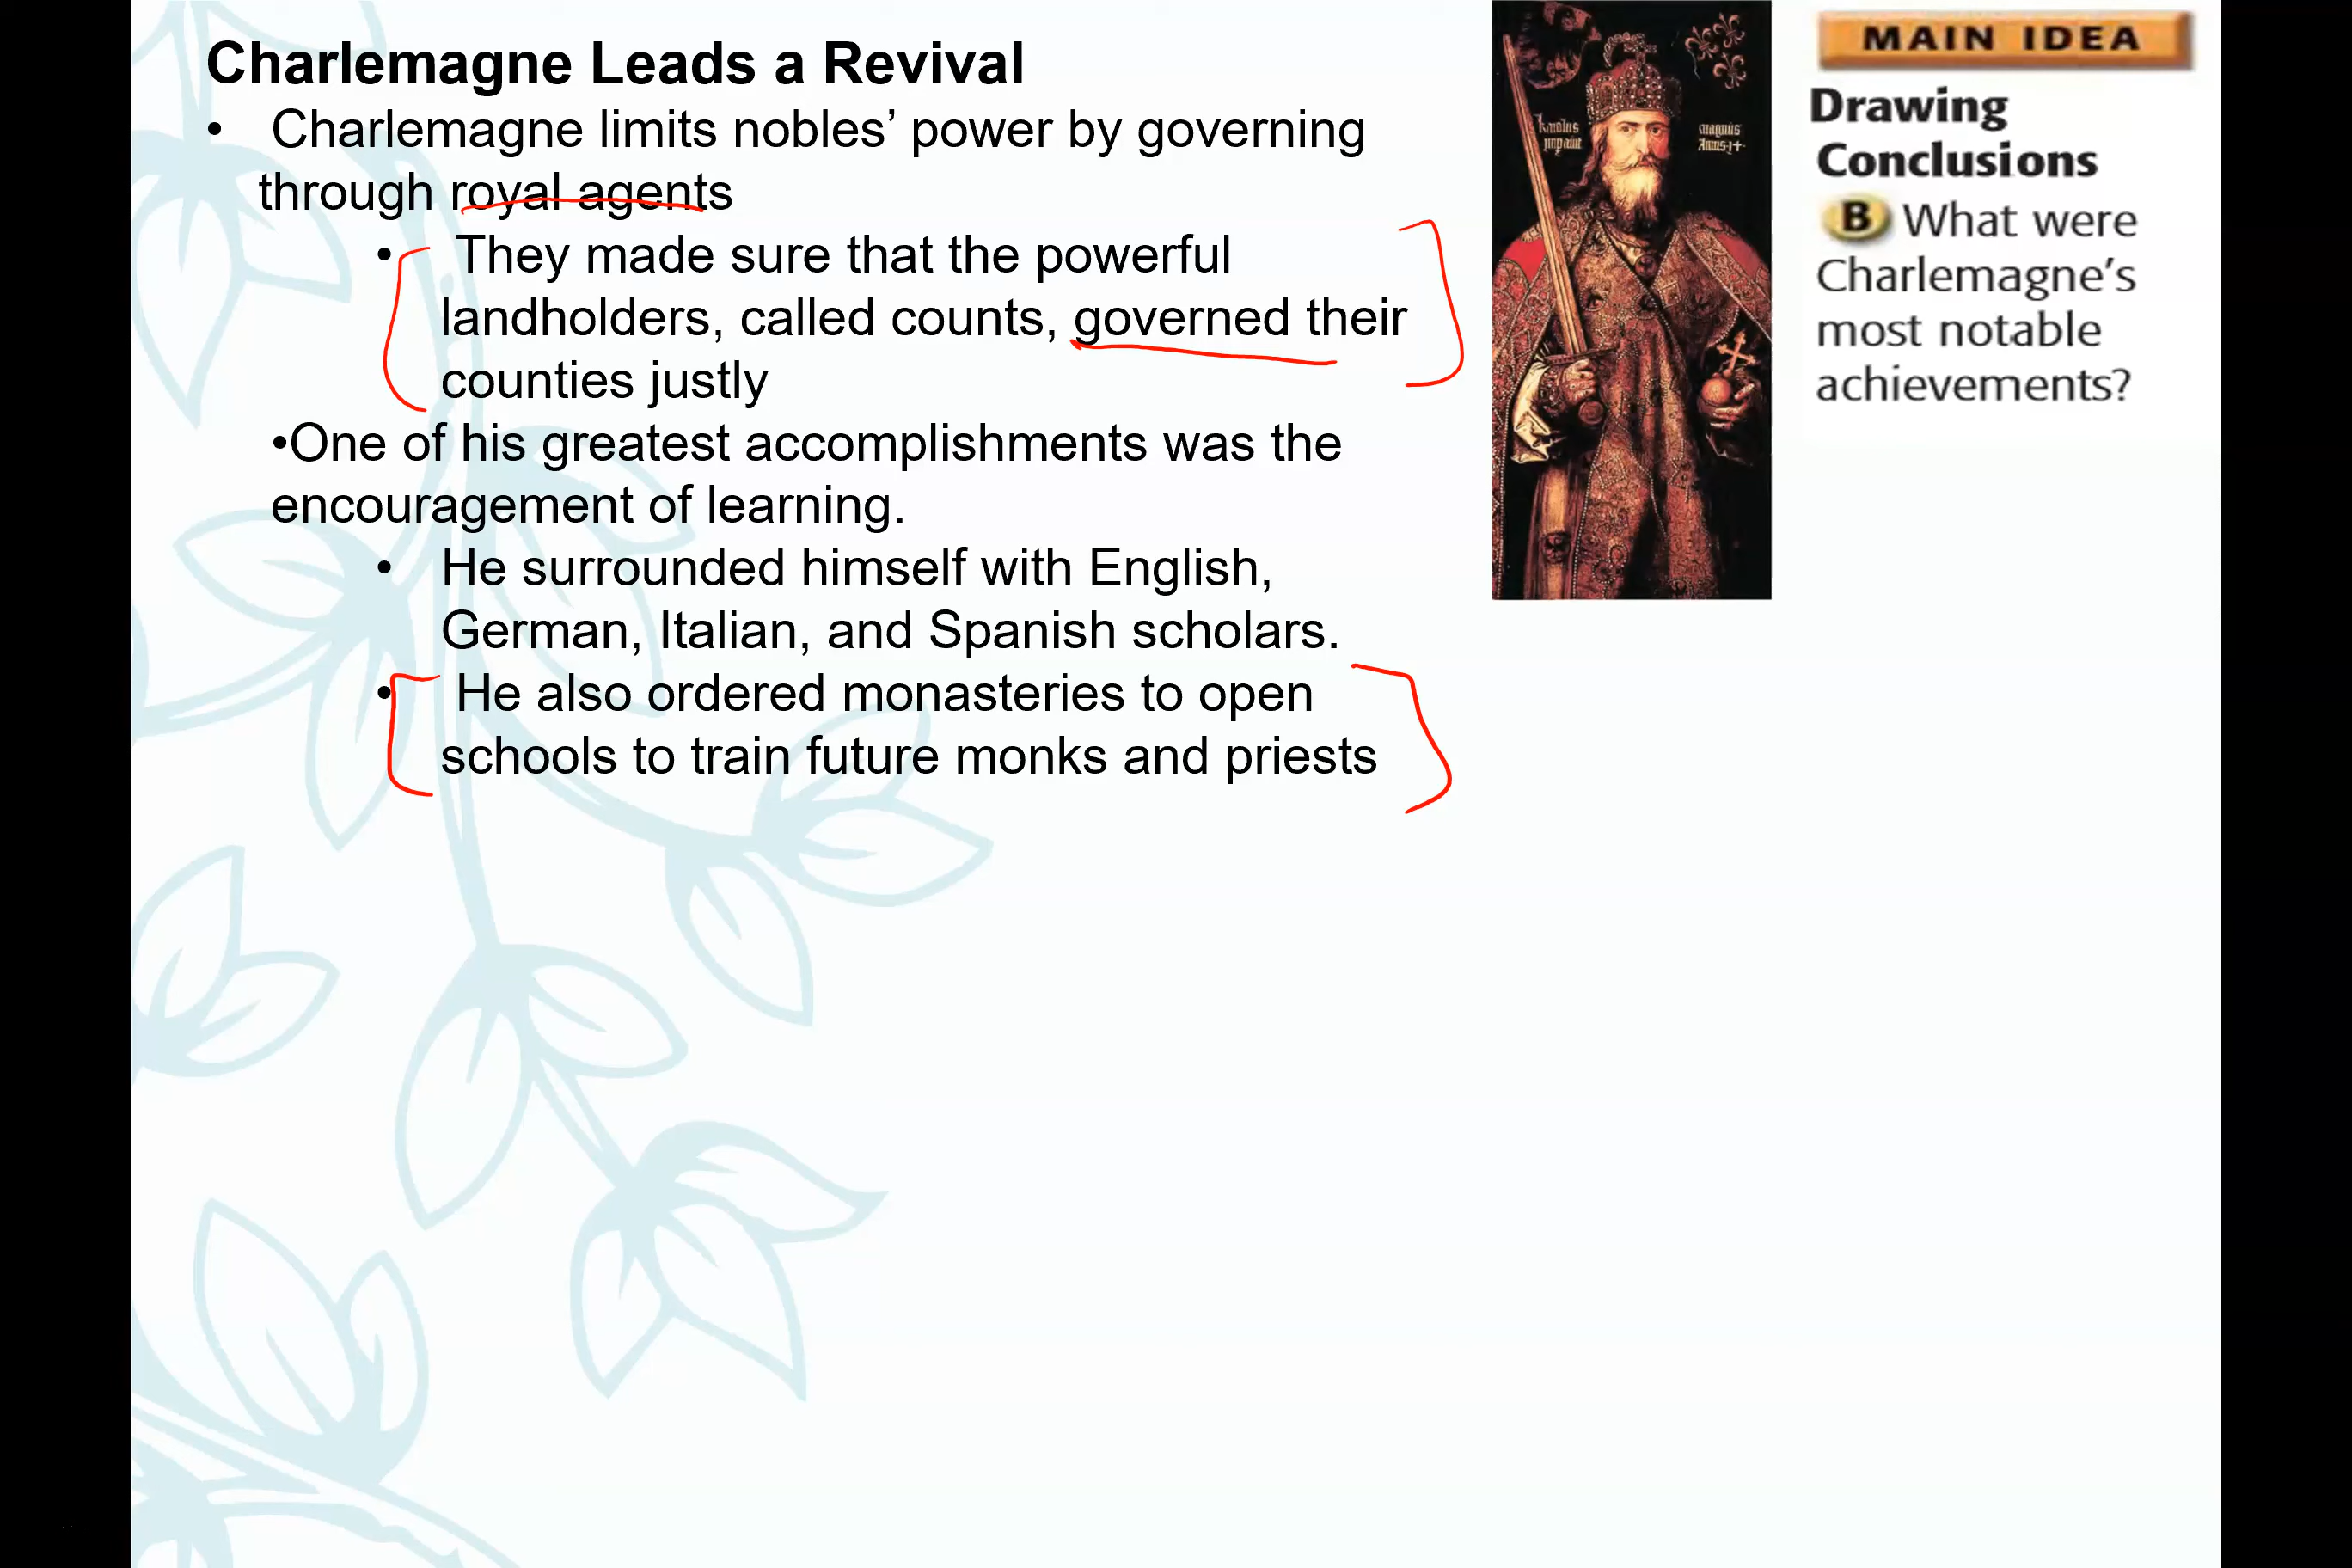 Charlemagne Leads a Revival
• Charlemagne limits nobles’ power by governing
through royal agents
• They made sure that the powerful
landholders, called counts, governed their
counties justly
•One of his greatest accomplishments was the
encouragement of learning.
• He surrounded himself with English,
German, Italian, and Spanish scholars.
• He also ordered monasteries to open
schools to train future monks and priests
MAIN IDEA
Drawing
Conclusions
B What were
Charlemagne’s
most notable
achievements?